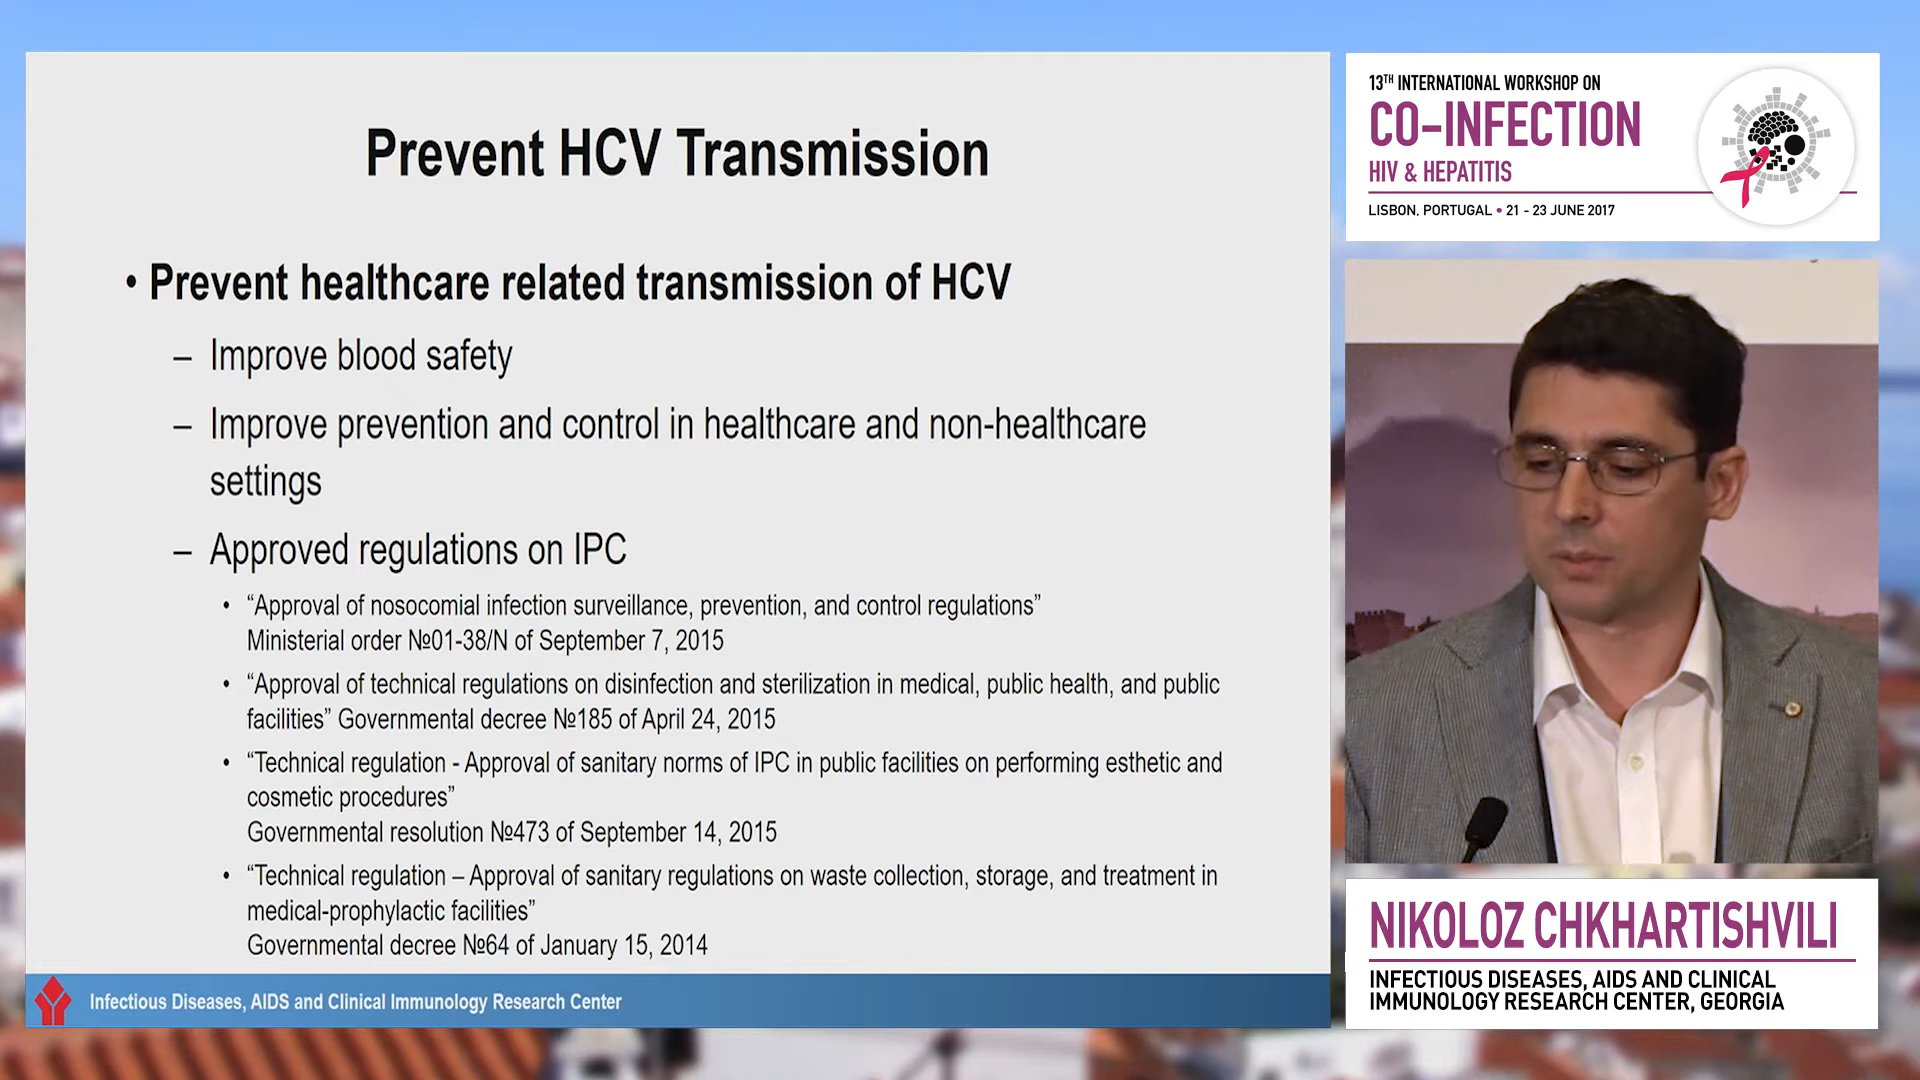 Prevent HCV Transmission
• Prevent healthcare related transmission of HCV
– Improve blood safety
– Improve prevention and control in healthcare and non-healthcare
settings
– Approved regulations on IPC
• “Approval of nosocomial infection surveillance, prevention, and control regulations”
Ministerial order №01-38/N of September 7, 2015
• “Approval of technical regulations on disinfection and sterilization in medical, public health, and public
facilities” Governmental decree №185 of April 24, 2015
• “Technical regulation - Approval of sanitary norms of IPC in public facilities on performing esthetic and
cosmetic procedures”
Governmental resolution №473 of September 14, 2015
• “Technical regulation – Approval of sanitary regulations on waste collection, storage, and treatment in
medical-prophylactic facilities”
Governmental decree №64 of January 15, 2014
Infectious Diseases, AIDS and Clinical Immunology Research Center
13TH INTERNATIONAL WORKSHOP ON
CO-INFECTION
HIV & HEPATITIS
LISBON, PORTUGAL • 21 - 23 JUNE 2017
NIKOLOZ CHKHARTISHVILI
INFECTIOUS DISEASES, AIDS AND CLINICAL
IMMUNOLOGY RESEARCH CENTER, GEORGIA